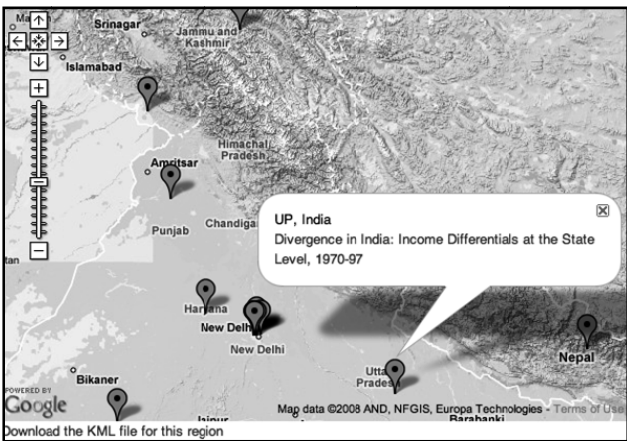 Srinagar
Jammu and
Kashmir
Islamabad
Himachal
Pradesh
Amritsar
Punjab
Chandiga
UP, India
Divergence in India: Income Differentials at the State
Level, 1970-97
tan
Haryana
New Delhi
New Delhi
Nepal
Utta
Pradesh
Bikaner
POWERED BY
Google
Jaipur
Map data ©2008 AND, NFGIS, Europa Technologies - Terms of Use
Barabanki
Download the KML file for this region